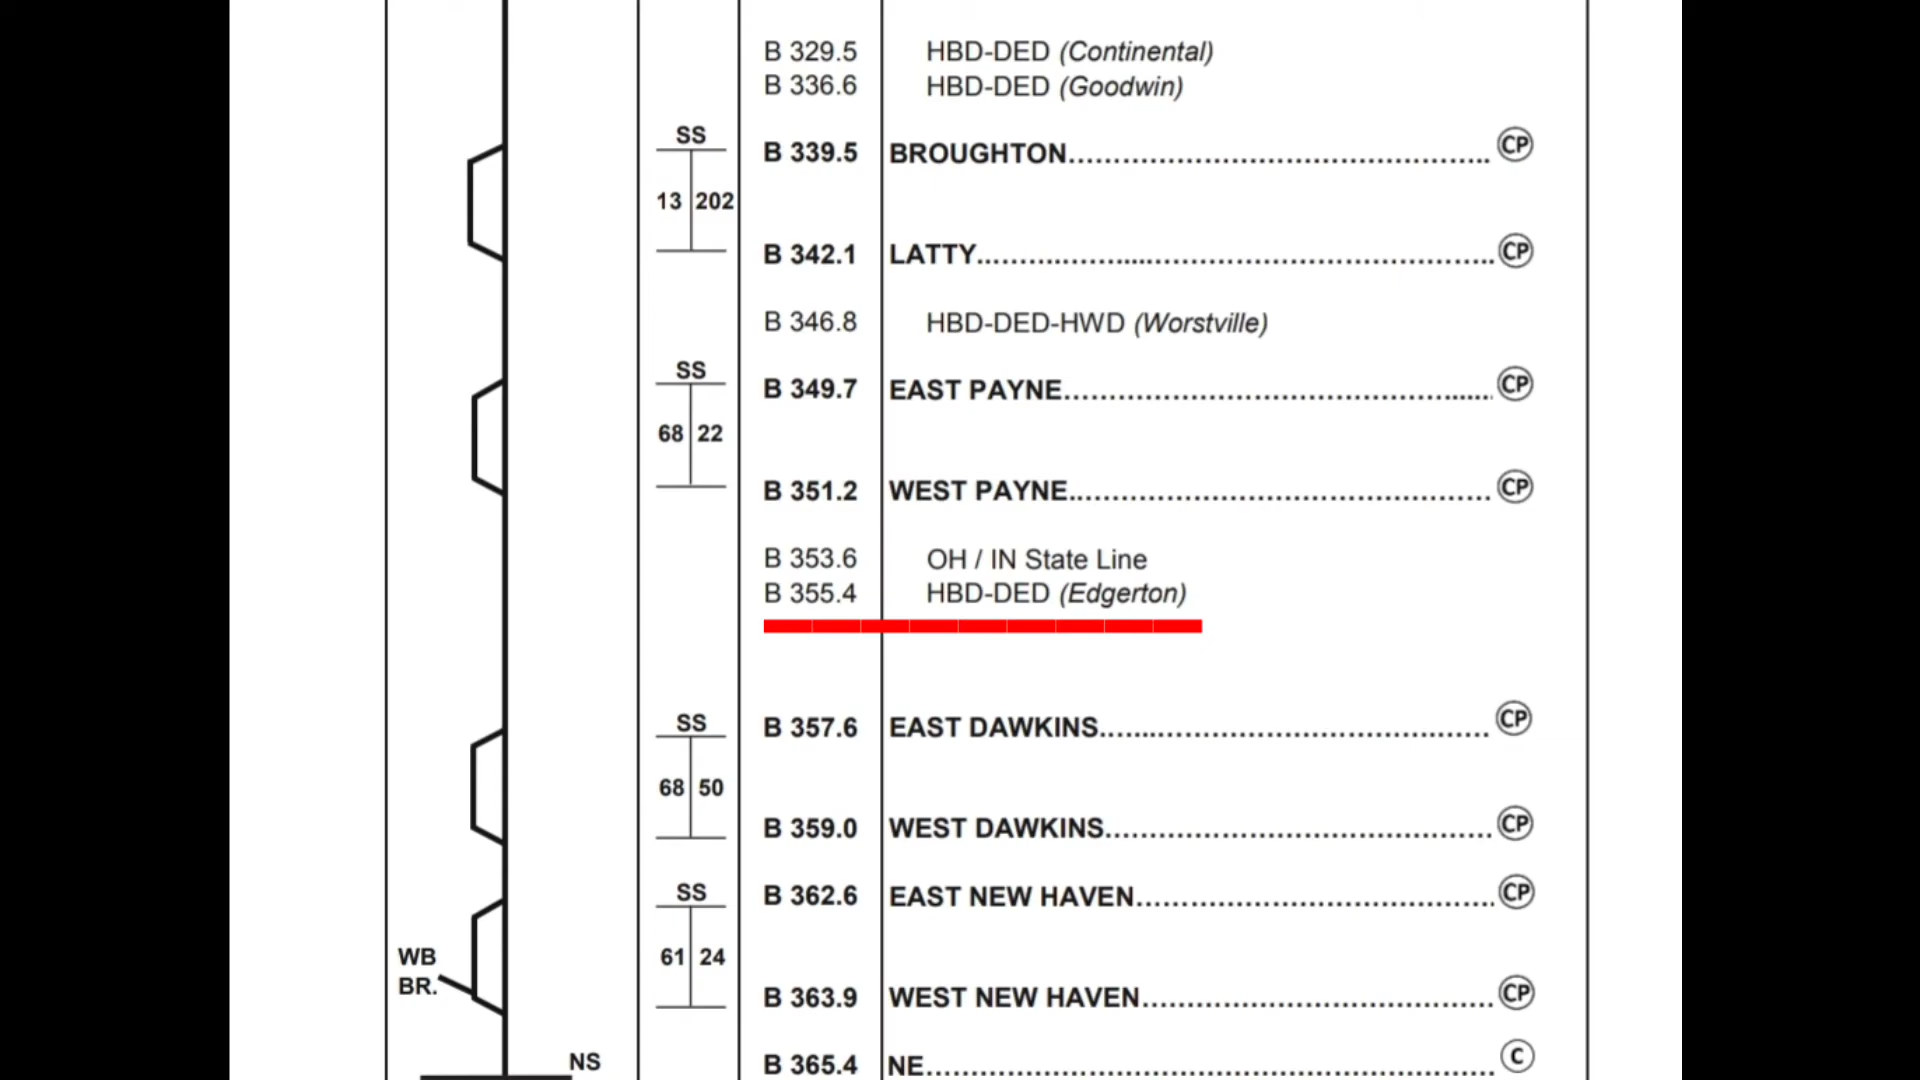 B 329.5 HBD-DED (Continental)
B 336.6 HBD-DED (Goodwin)
SS
B 339.5 BROUGHTON.................................................. CP
13 202
B 342.1 LATTY.................................................. CP
B 346.8 HBD-DED-HWD (Worstville)
SS
B 349.7 EAST PAYNE.................................................. CP
68 22
B 351.2 WEST PAYNE.................................................. CP
B 353.6 OH / IN State Line
B 355.4 HBD-DED (Edgerton)
SS
B 357.6 EAST DAWKINS.................................................. CP
68 50
B 359.0 WEST DAWKINS.................................................. CP
SS
B 362.6 EAST NEW HAVEN.................................................. CP
WB
BR.
61 24
B 363.9 WEST NEW HAVEN.................................................. CP
NS
B 365.4 NE.................................................. C